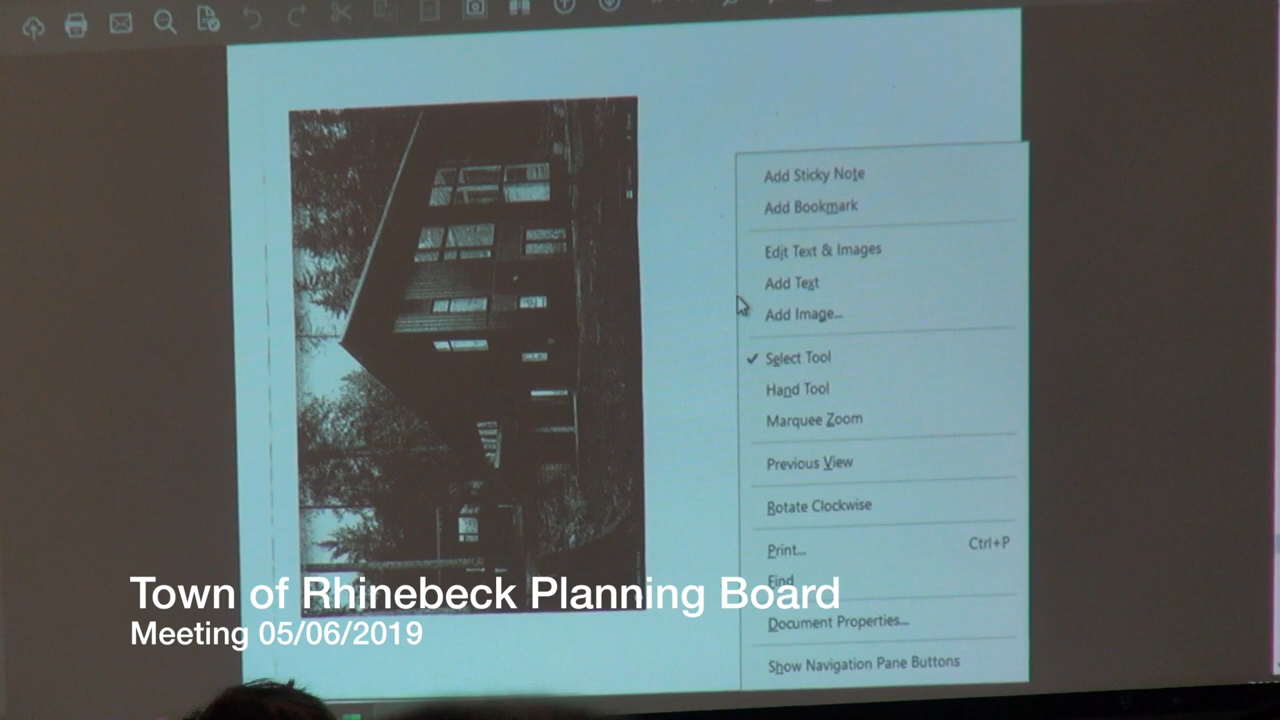 Add Sticky Note
Add Bookmark
Edit Text & Images
Add Text
Add Image...
Select Tool
Hand Tool
Marquee Zoom
Previous View
Rotate Clockwise
Print... Ctrl+P
Find
Document Properties...
Show Navigation Pane Buttons
Town of Rhinebeck Planning Board
Meeting 05/06/2019